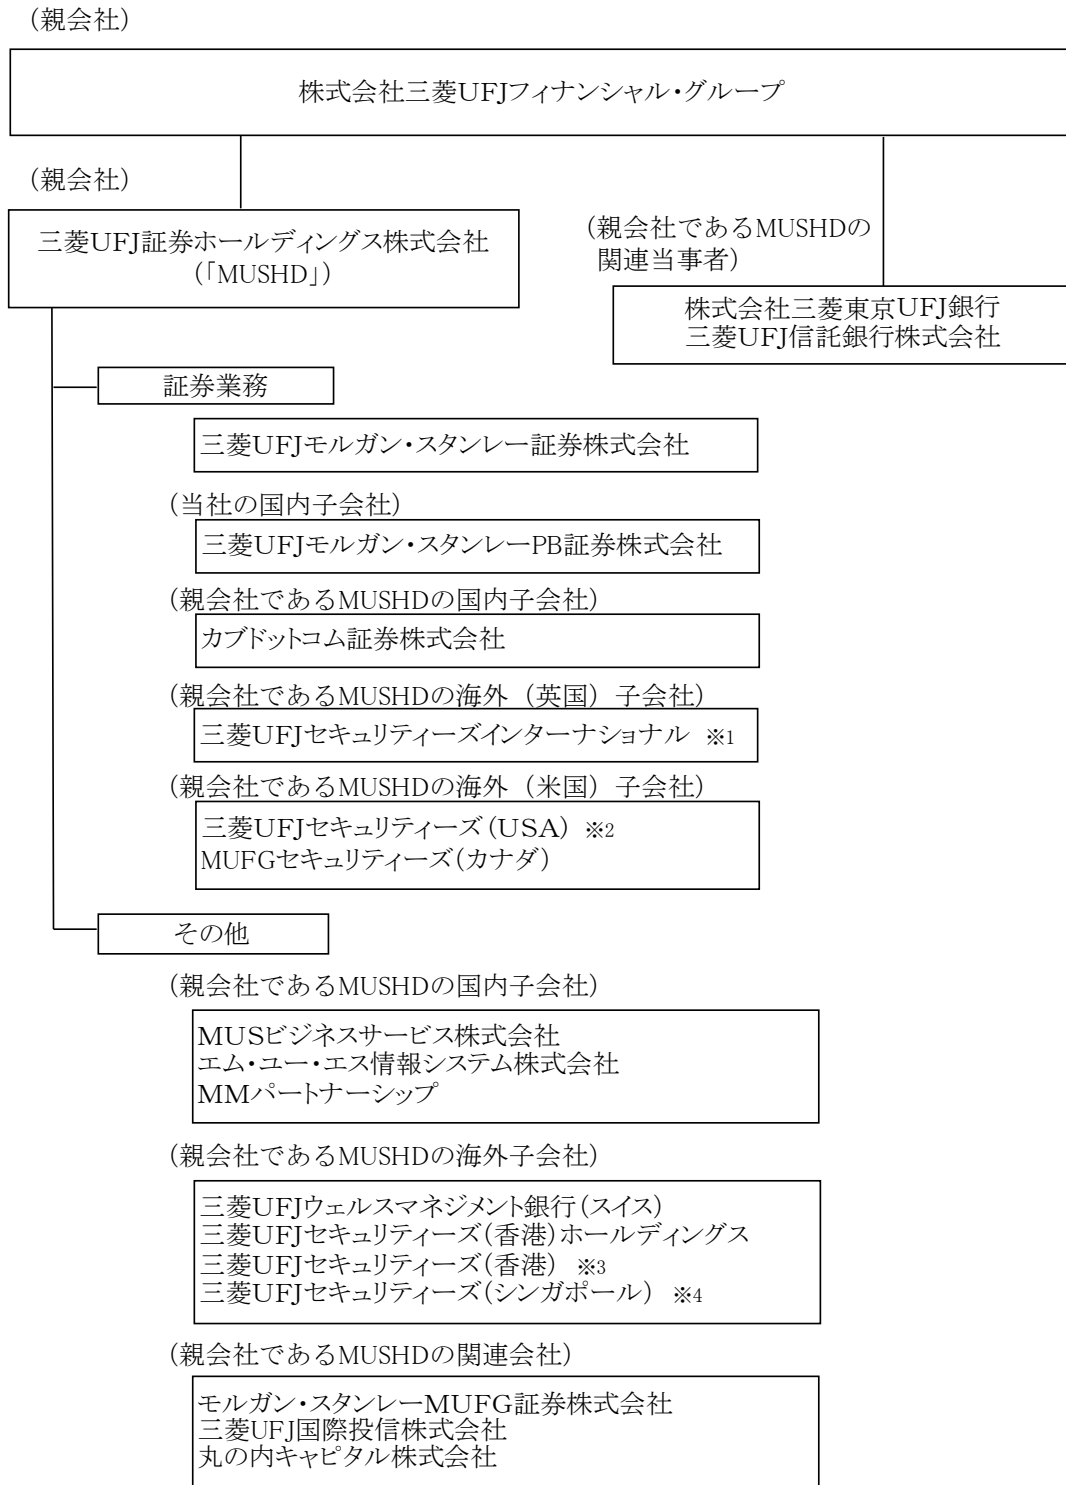 （親会社）
株式会社三菱UFJフィナンシャル・グループ
（親会社）
三菱UFJ証券ホールディングス株式会社
（「MUSHD」）
（親会社であるMUSHDの
関連当事者）
株式会社三菱東京UFJ銀行
三菱UFJ信託銀行株式会社
証券業務
三菱UFJモルガン・スタンレー証券株式会社
（当社の国内子会社）
三菱UFJモルガン・スタンレーPB証券株式会社
（親会社であるMUSHDの国内子会社）
カブドットコム証券株式会社
（親会社であるMUSHDの海外（英国）子会社）
三菱UFJセキュリティーズインターナショナル ※1
（親会社であるMUSHDの海外（米国）子会社）
三菱UFJセキュリティーズ（USA） ※2
MUFGセキュリティーズ（カナダ）
その他
（親会社であるMUSHDの国内子会社）
MUSビジネスサービス株式会社
エム・ユー・エス情報システム株式会社
MMパートナーシップ
（親会社であるMUSHDの海外子会社）
三菱UFJウェルスマネジメント銀行（スイス）
三菱UFJセキュリティーズ（香港）ホールディングス
三菱UFJセキュリティーズ（香港） ※3
三菱UFJセキュリティーズ（シンガポール） ※4
（親会社であるMUSHDの関連会社）
モルガン・スタンレーMUFG証券株式会社
三菱UFJ国際投信株式会社
丸の内キャピタル株式会社